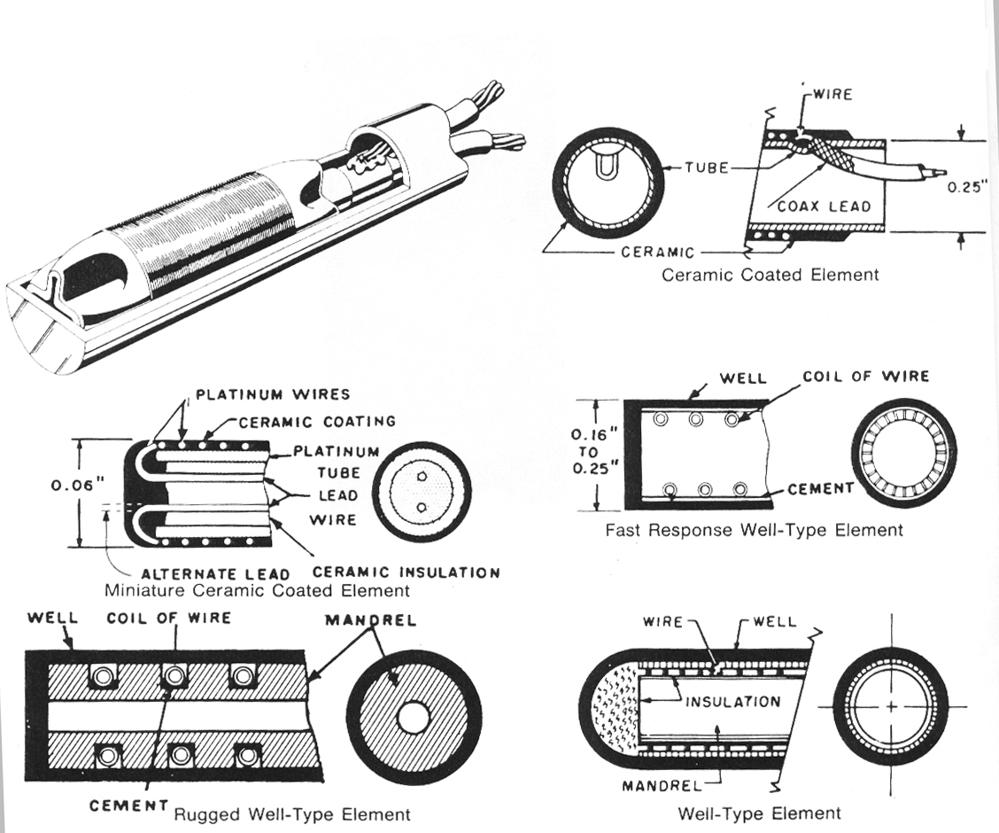 WIRE
TUBE
COAX LEAD
0.25"
CERAMIC
Ceramic Coated Element
PLATINUM WIRES
CERAMIC COATING
PLATINUM
TUBE
LEAD
WIRE
0.06"
ALTERNATE LEAD
CERAMIC INSULATION
Miniature Ceramic Coated Element
WELL
COIL OF WIRE
0.16"
TO
0.25"
CEMENT
Fast Response Well-Type Element
WELL
COIL OF WIRE
MANDREL
CEMENT
Rugged Well-Type Element
WIRE
WELL
INSULATION
MANDREL
Well-Type Element